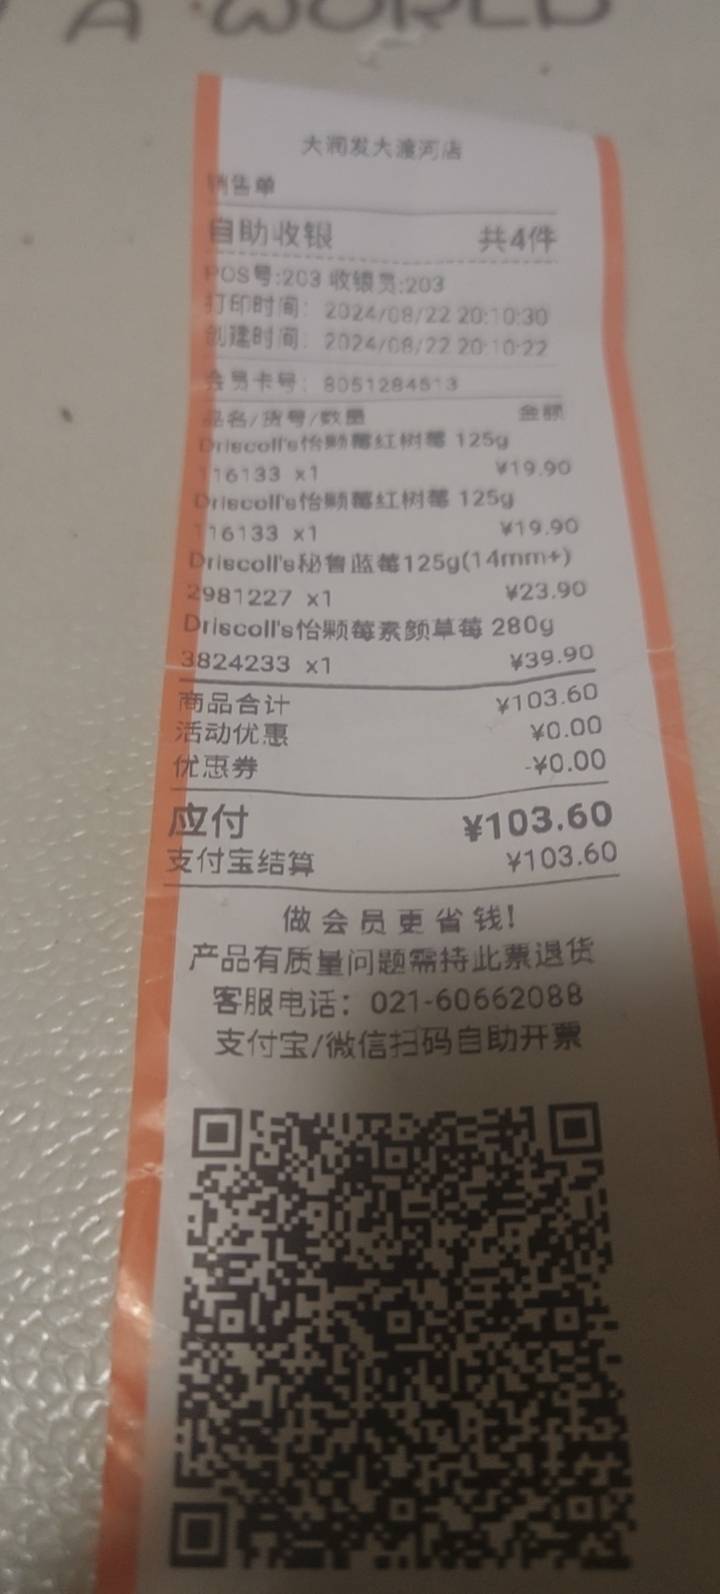 A WORLD
大润发大渡河店
销售单
自助收银 共4件
POS号:203 收银员:203
打印时间: 2024/08/22 20:10:30
创建时间: 2024/08/22 20:10:22
会员卡号: 8051284513
品名/货号/数量 金额
Driscoll's怡颗莓红树莓 125g
116133 x1 ¥19.90
Driscoll's怡颗莓红树莓 125g
116133 x1 ¥19.90
Driscoll's秘鲁蓝莓125g(14mm+)
2981227 x1 ¥23.90
Driscoll's怡颗莓素颜草莓 280g
3824233 x1 ¥39.90
商品合计 ¥103.60
活动优惠 ¥0.00
优惠券 -¥0.00
应付 ¥103.60
支付宝结算 ¥103.60
做会员更省钱!
产品有质量问题需持此票退货
客服电话: 021-60662088
支付宝/微信扫码自助开票